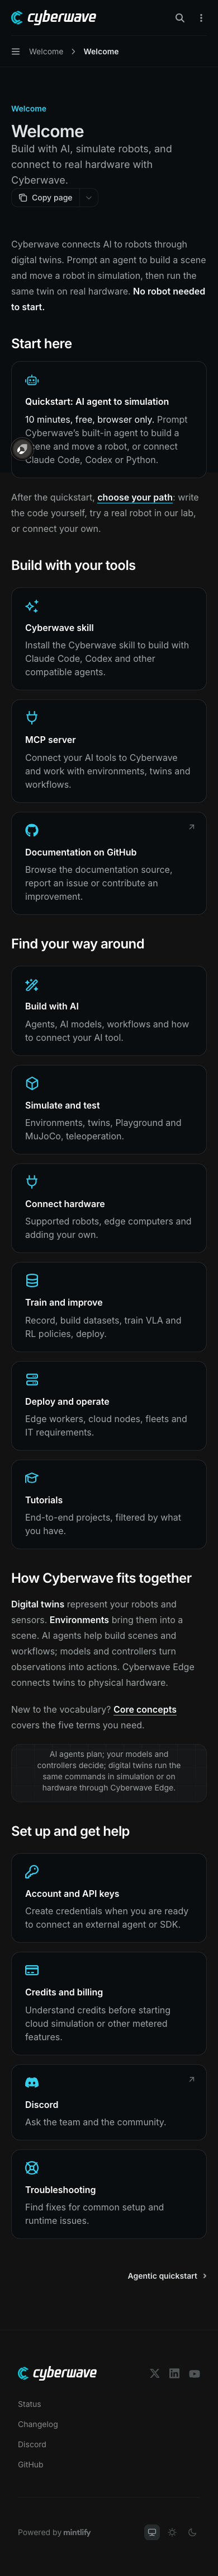 cyberwave
Welcome > Welcome
Welcome
Welcome
Build with AI, simulate robots, and
connect to real hardware with
Cyberwave.
Copy page
Cyberwave connects AI to robots through
digital twins. Prompt an agent to build a scene
and move a robot in simulation, then run the
same twin on real hardware. No robot needed
to start.
Start here
Quickstart: AI agent to simulation
10 minutes, free, browser only. Prompt
Cyberwave's built-in agent to build a
scene and move a robot, or connect
Claude Code, Codex or Python.
After the quickstart, choose your path: write
the code yourself, try a real robot in our lab,
or connect your own.
Build with your tools
Cyberwave skill
Install the Cyberwave skill to build with
Claude Code, Codex and other
compatible agents.
MCP server
Connect your AI tools to Cyberwave
and work with environments, twins and
workflows.
Documentation on GitHub
Browse the documentation source,
report an issue or contribute an
improvement.
Find your way around
Build with AI
Agents, AI models, workflows and how
to connect your AI tool.
Simulate and test
Environments, twins, Playground and
MuJoCo, teleoperation.
Connect hardware
Supported robots, edge computers and
adding your own.
Train and improve
Record, build datasets, train VLA and
RL policies, deploy.
Deploy and operate
Edge workers, cloud nodes, fleets and
IT requirements.
Tutorials
End-to-end projects, filtered by what
you have.
How Cyberwave fits together
Digital twins represent your robots and
sensors. Environments bring them into a
scene. AI agents help build scenes and
workflows; models and controllers turn
observations into actions. Cyberwave Edge
connects twins to physical hardware.
New to the vocabulary? Core concepts
covers the five terms you need.
AI agents plan; your models and
controllers decide; digital twins run the
same commands in simulation or on
hardware through Cyberwave Edge.
Set up and get help
Account and API keys
Create credentials when you are ready
to connect an external agent or SDK.
Credits and billing
Understand credits before starting
cloud simulation or other metered
features.
Discord
Ask the team and the community.
Troubleshooting
Find fixes for common setup and
runtime issues.
Agentic quickstart >
cyberwave
Status
Changelog
Discord
GitHub
Powered by mintlify